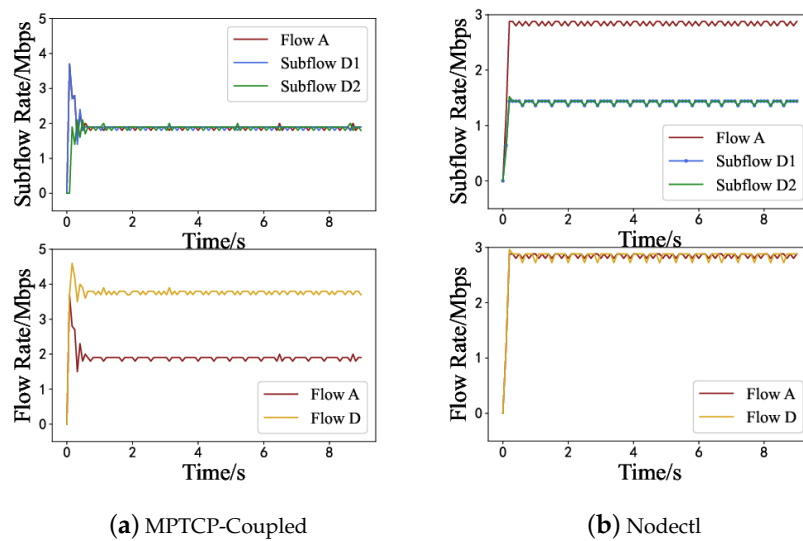 5
4
3
2
1
0
Subflow Rate/Mbps
Flow A
Subflow D1
Subflow D2
0
2
4
6
8
Time/s
3
2
1
0
Subflow Rate/Mbps
Flow A
Subflow D1
Subflow D2
0
2
4
6
8
Time/s
5
4
3
2
1
0
Flow Rate/Mbps
Flow A
Flow D
0
2
4
6
8
Time/s
3
2
1
0
Flow Rate/Mbps
Flow A
Flow D
0
2
4
6
8
Time/s
(a) MPTCP-Coupled
(b) Nodectl